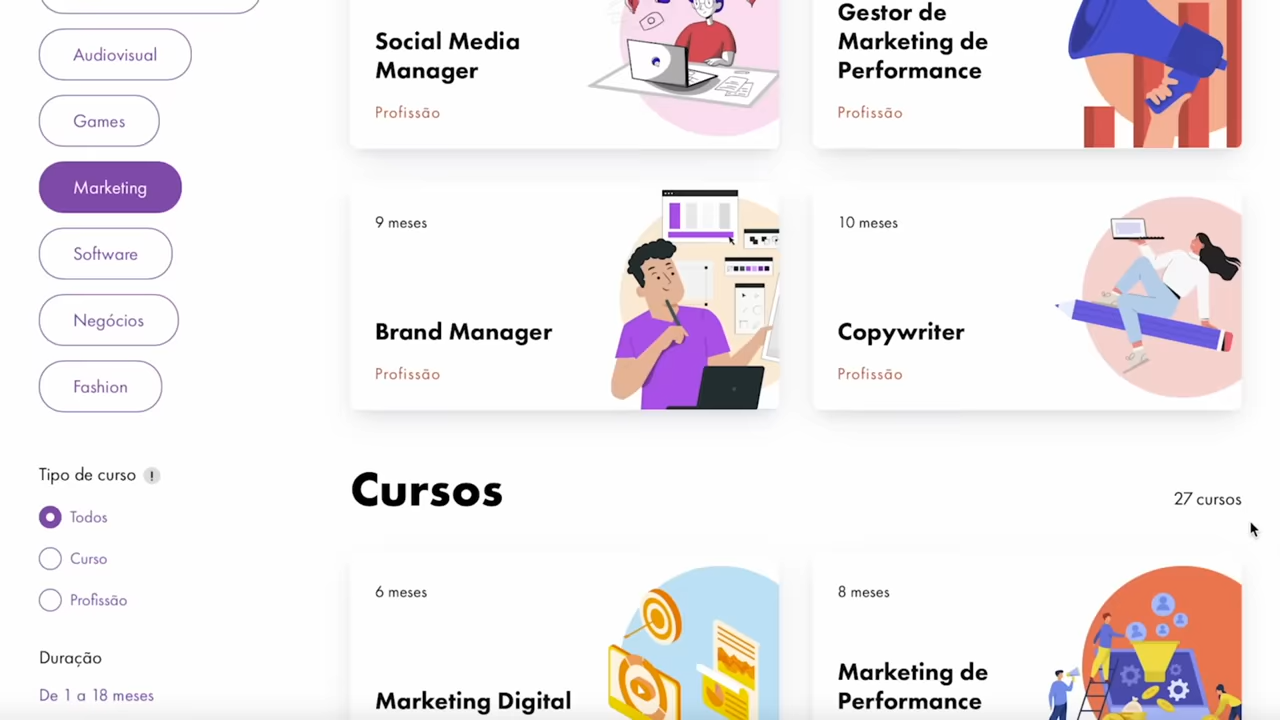 Audiovisual
Games
Marketing
Software
Negócios
Fashion
Tipo de curso !
Todos
Curso
Profissão
Duração
De 1 a 18 meses
Social Media
Manager
Profissão
Gestor de
Marketing de
Performance
Profissão
9 meses
Brand Manager
Profissão
10 meses
Copywriter
Profissão
Cursos
27 cursos
6 meses
Marketing Digital
8 meses
Marketing de
Performance